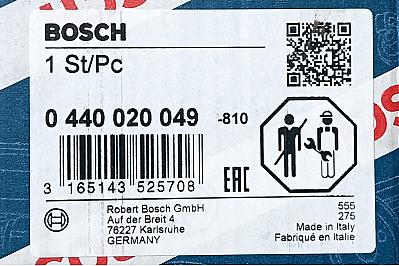 BOSCH
1 St/Pc
0 440 020 049 -810
3 165143 525708
EAC
Robert Bosch GmbH
Auf der Breit 4
76227 Karlsruhe
GERMANY
555
275
Made in Italy
Fabriqué en Italie